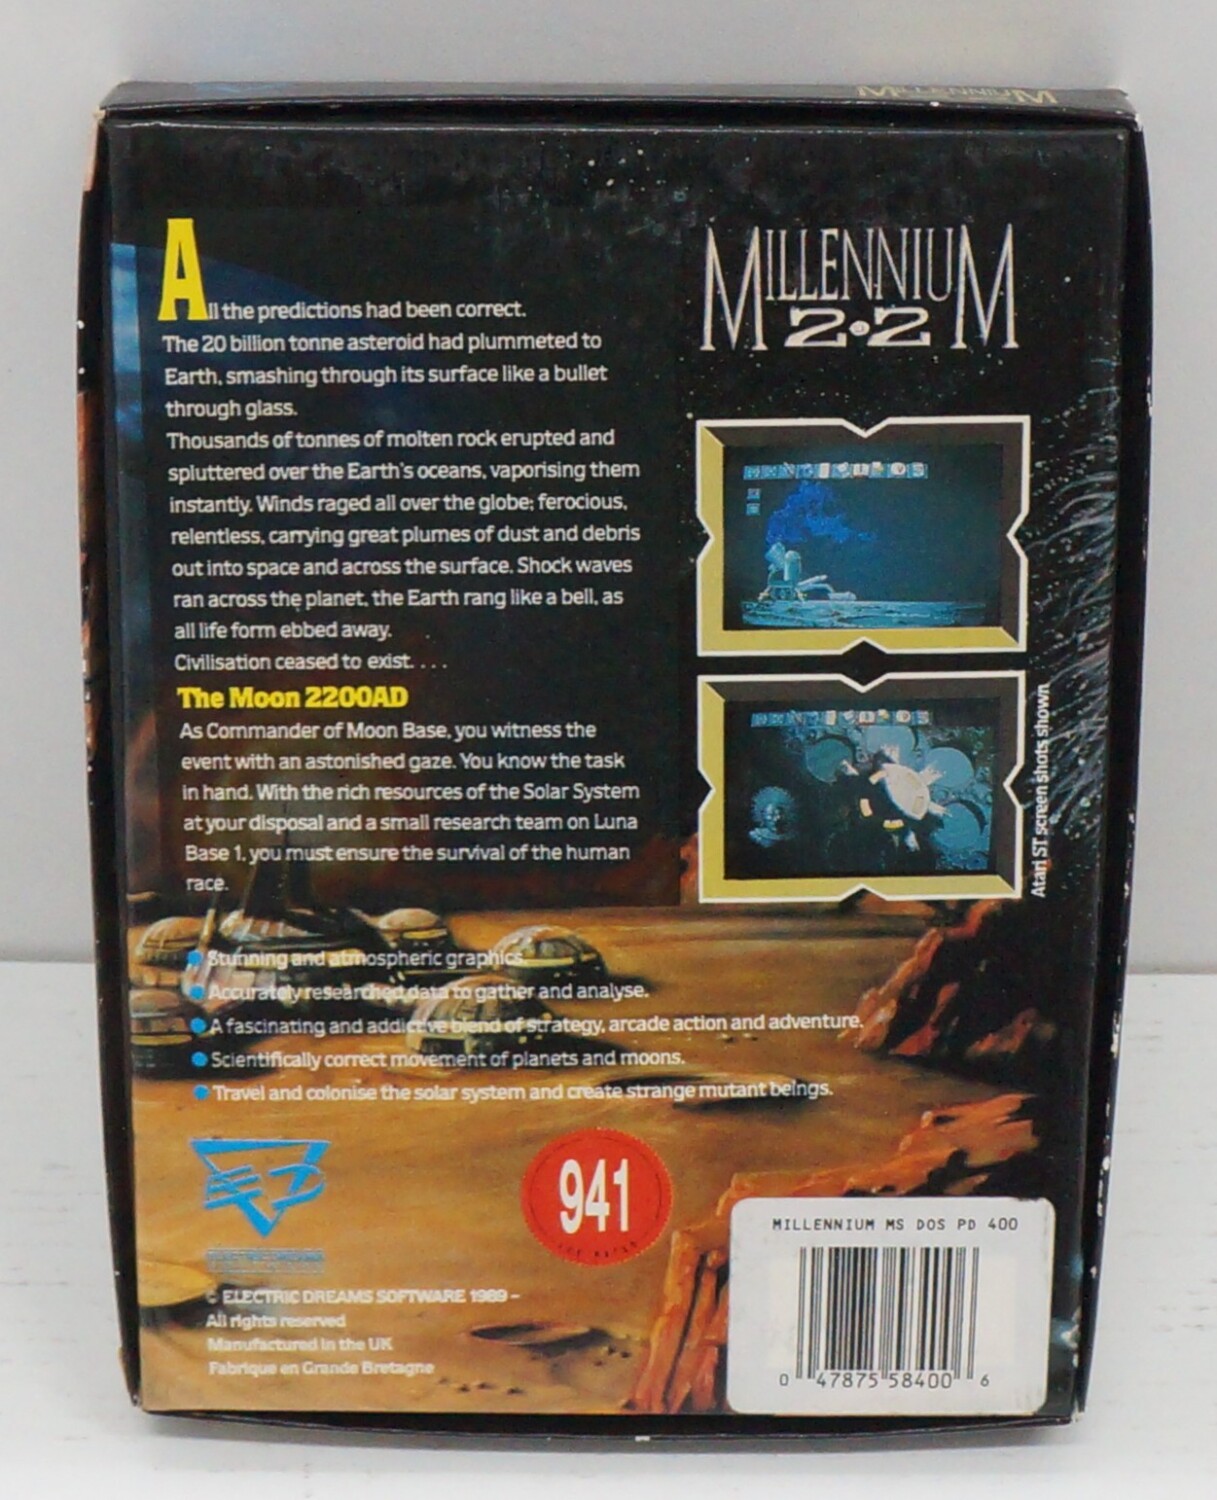 MILLENNIUM
All the predictions had been correct.
The 20 billion tonne asteroid had plummeted to
Earth, smashing through its surface like a bullet
through glass.
Thousands of tonnes of molten rock erupted and
spluttered over the Earth's oceans, vaporising them
instantly. Winds raged all over the globe; ferocious,
relentless, carrying great plumes of dust and debris
out into space and across the surface. Shock waves
ran across the planet, the Earth rang like a bell, as
all life form ebbed away.
Civilisation ceased to exist. . . .
The Moon 2200AD
As Commander of Moon Base, you witness the
event with an astonished gaze. You know the task
in hand. With the rich resources of the Solar System
at your disposal and a small research team on Luna
Base 1, you must ensure the survival of the human
race.
MILLENNIUM
2·2
Atari ST screen shots shown
Stunning and atmospheric graphics.
Accurately researched data to gather and analyse.
A fascinating and addictive blend of strategy, arcade action and adventure.
Scientifically correct movement of planets and moons.
Travel and colonise the solar system and create strange mutant beings.
ELECTRIC DREAMS
© ELECTRIC DREAMS SOFTWARE 1989 –
All rights reserved
Manufactured in the UK
Fabrique en Grande Bretagne
941
MILLENNIUM MS DOS PD 400
0 47875 58400 6